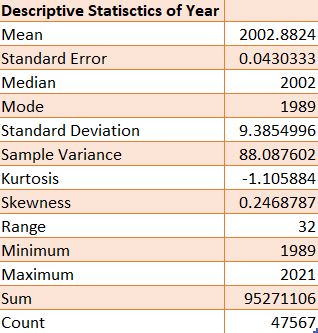 Descriptive Statisctics of Year
Mean 2002.8824
Standard Error 0.0430333
Median 2002
Mode 1989
Standard Deviation 9.3854996
Sample Variance 88.087602
Kurtosis -1.105884
Skewness 0.2468787
Range 32
Minimum 1989
Maximum 2021
Sum 95271106
Count 47567